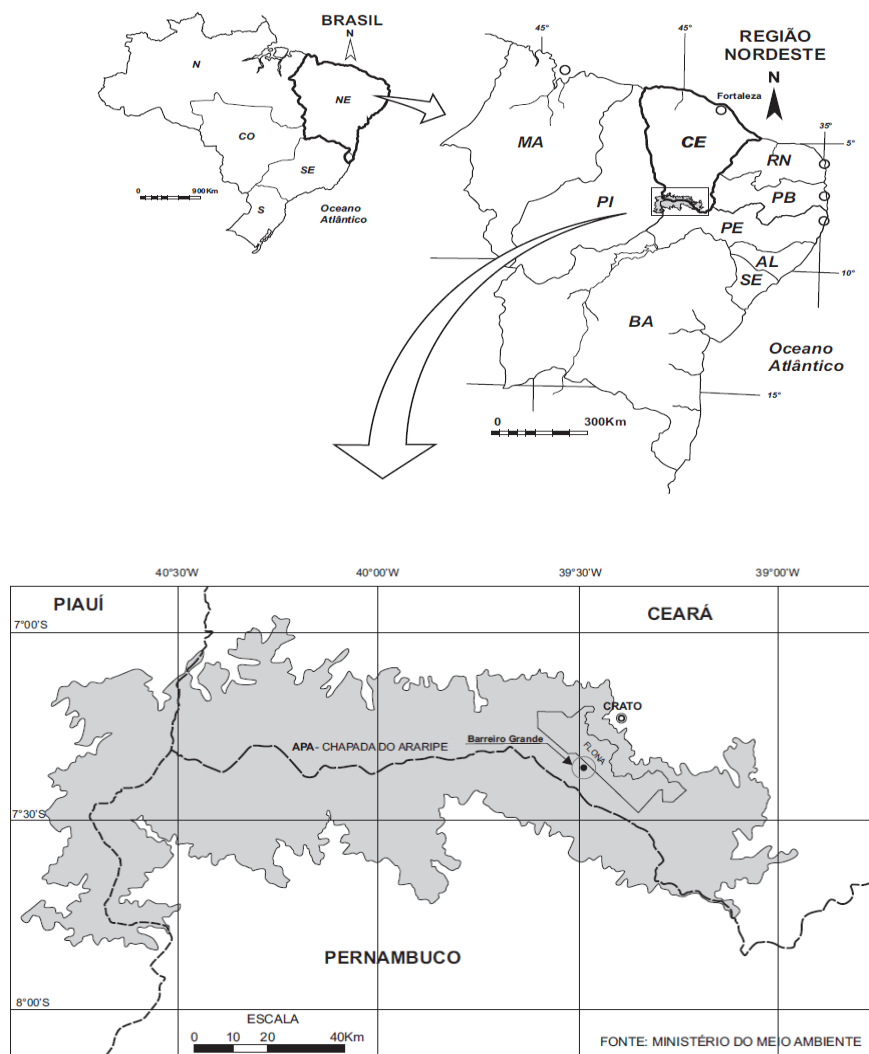 BRASIL
N
N
NE
CO
SE
S
0 900Km
Oceano
Atlântico
REGIÃO
NORDESTE
N
45°
45°
35°
5°
Fortaleza
MA
CE
RN
PB
PI
PE
AL
SE
10°
BA
Oceano
Atlântico
15°
0 300Km
40°30'W 40°00'W 39°30'W 39°00'W
PIAUÍ
CEARÁ
7°00'S
CRATO
Barreiro Grande
FLONA
APA- CHAPADA DO ARARIPE
7°30'S
PERNAMBUCO
8°00'S
ESCALA
0 10 20 40Km
FONTE: MINISTÉRIO DO MEIO AMBIENTE